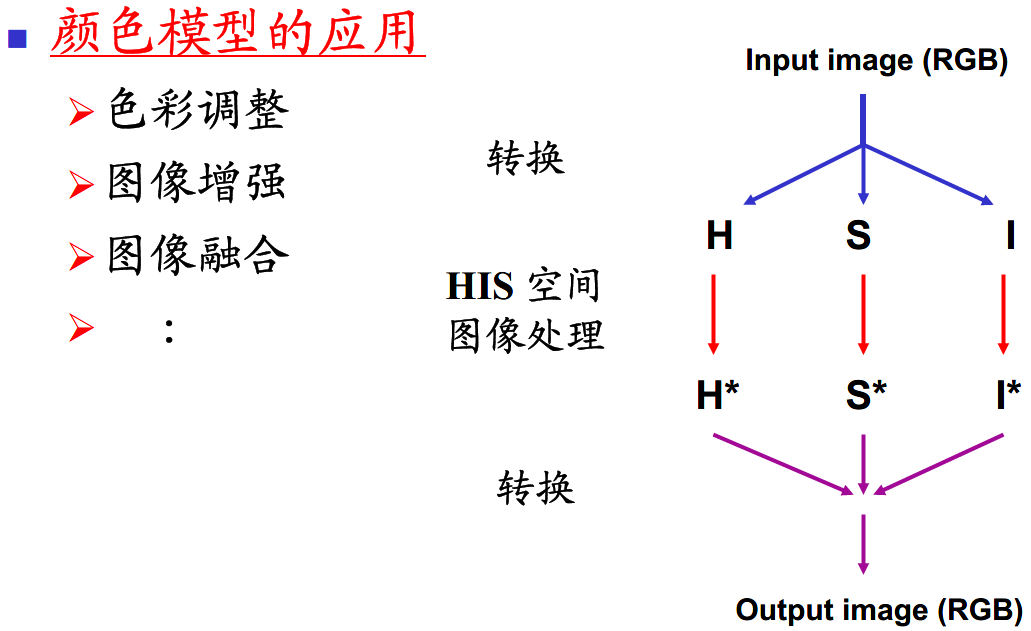 颜色模型的应用
色彩调整
图像增强
图像融合
:
Input image (RGB)
转换
H S I
HIS 空间
图像处理
H* S* I*
转换
Output image (RGB)